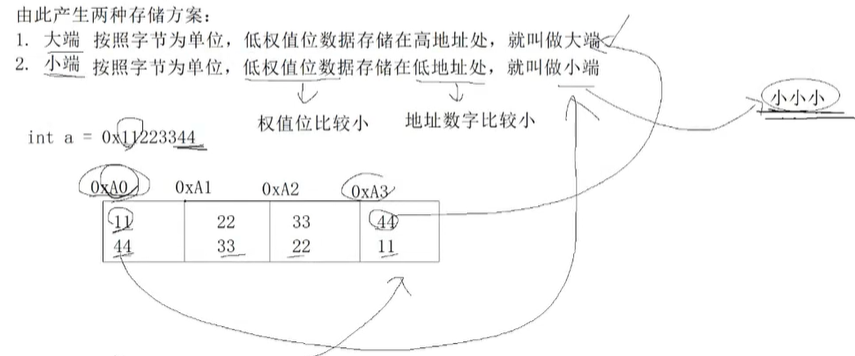 由此产生两种存储方案：
1. 大端 按照字节为单位，低权值位数据存储在高地址处，就叫做大端
2. 小端 按照字节为单位，低权值位数据存储在低地址处，就叫做小端
小小小
权值位比较小 地址数字比较小
int a = 0x11223344
0xA0 0xA1 0xA2 0xA3
11 22 33 44
44 33 22 11